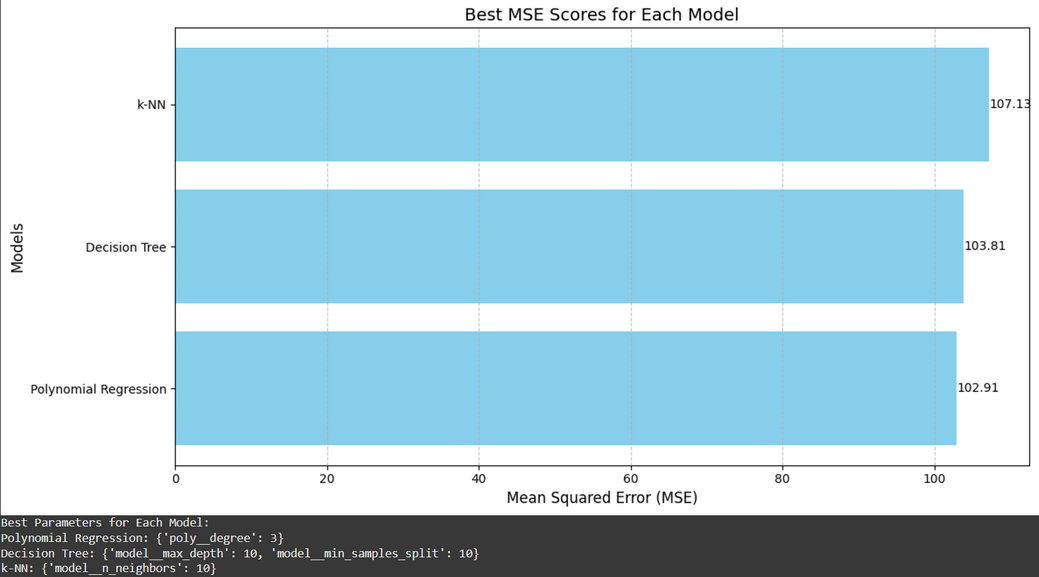 Best MSE Scores for Each Model
k-NN
107.13
Decision Tree
103.81
Polynomial Regression
102.91
Models
0 20 40 60 80 100
Mean Squared Error (MSE)
Best Parameters for Each Model:
Polynomial Regression: {'poly__degree': 3}
Decision Tree: {'model__max_depth': 10, 'model__min_samples_split': 10}
k-NN: {'model__n_neighbors': 10}